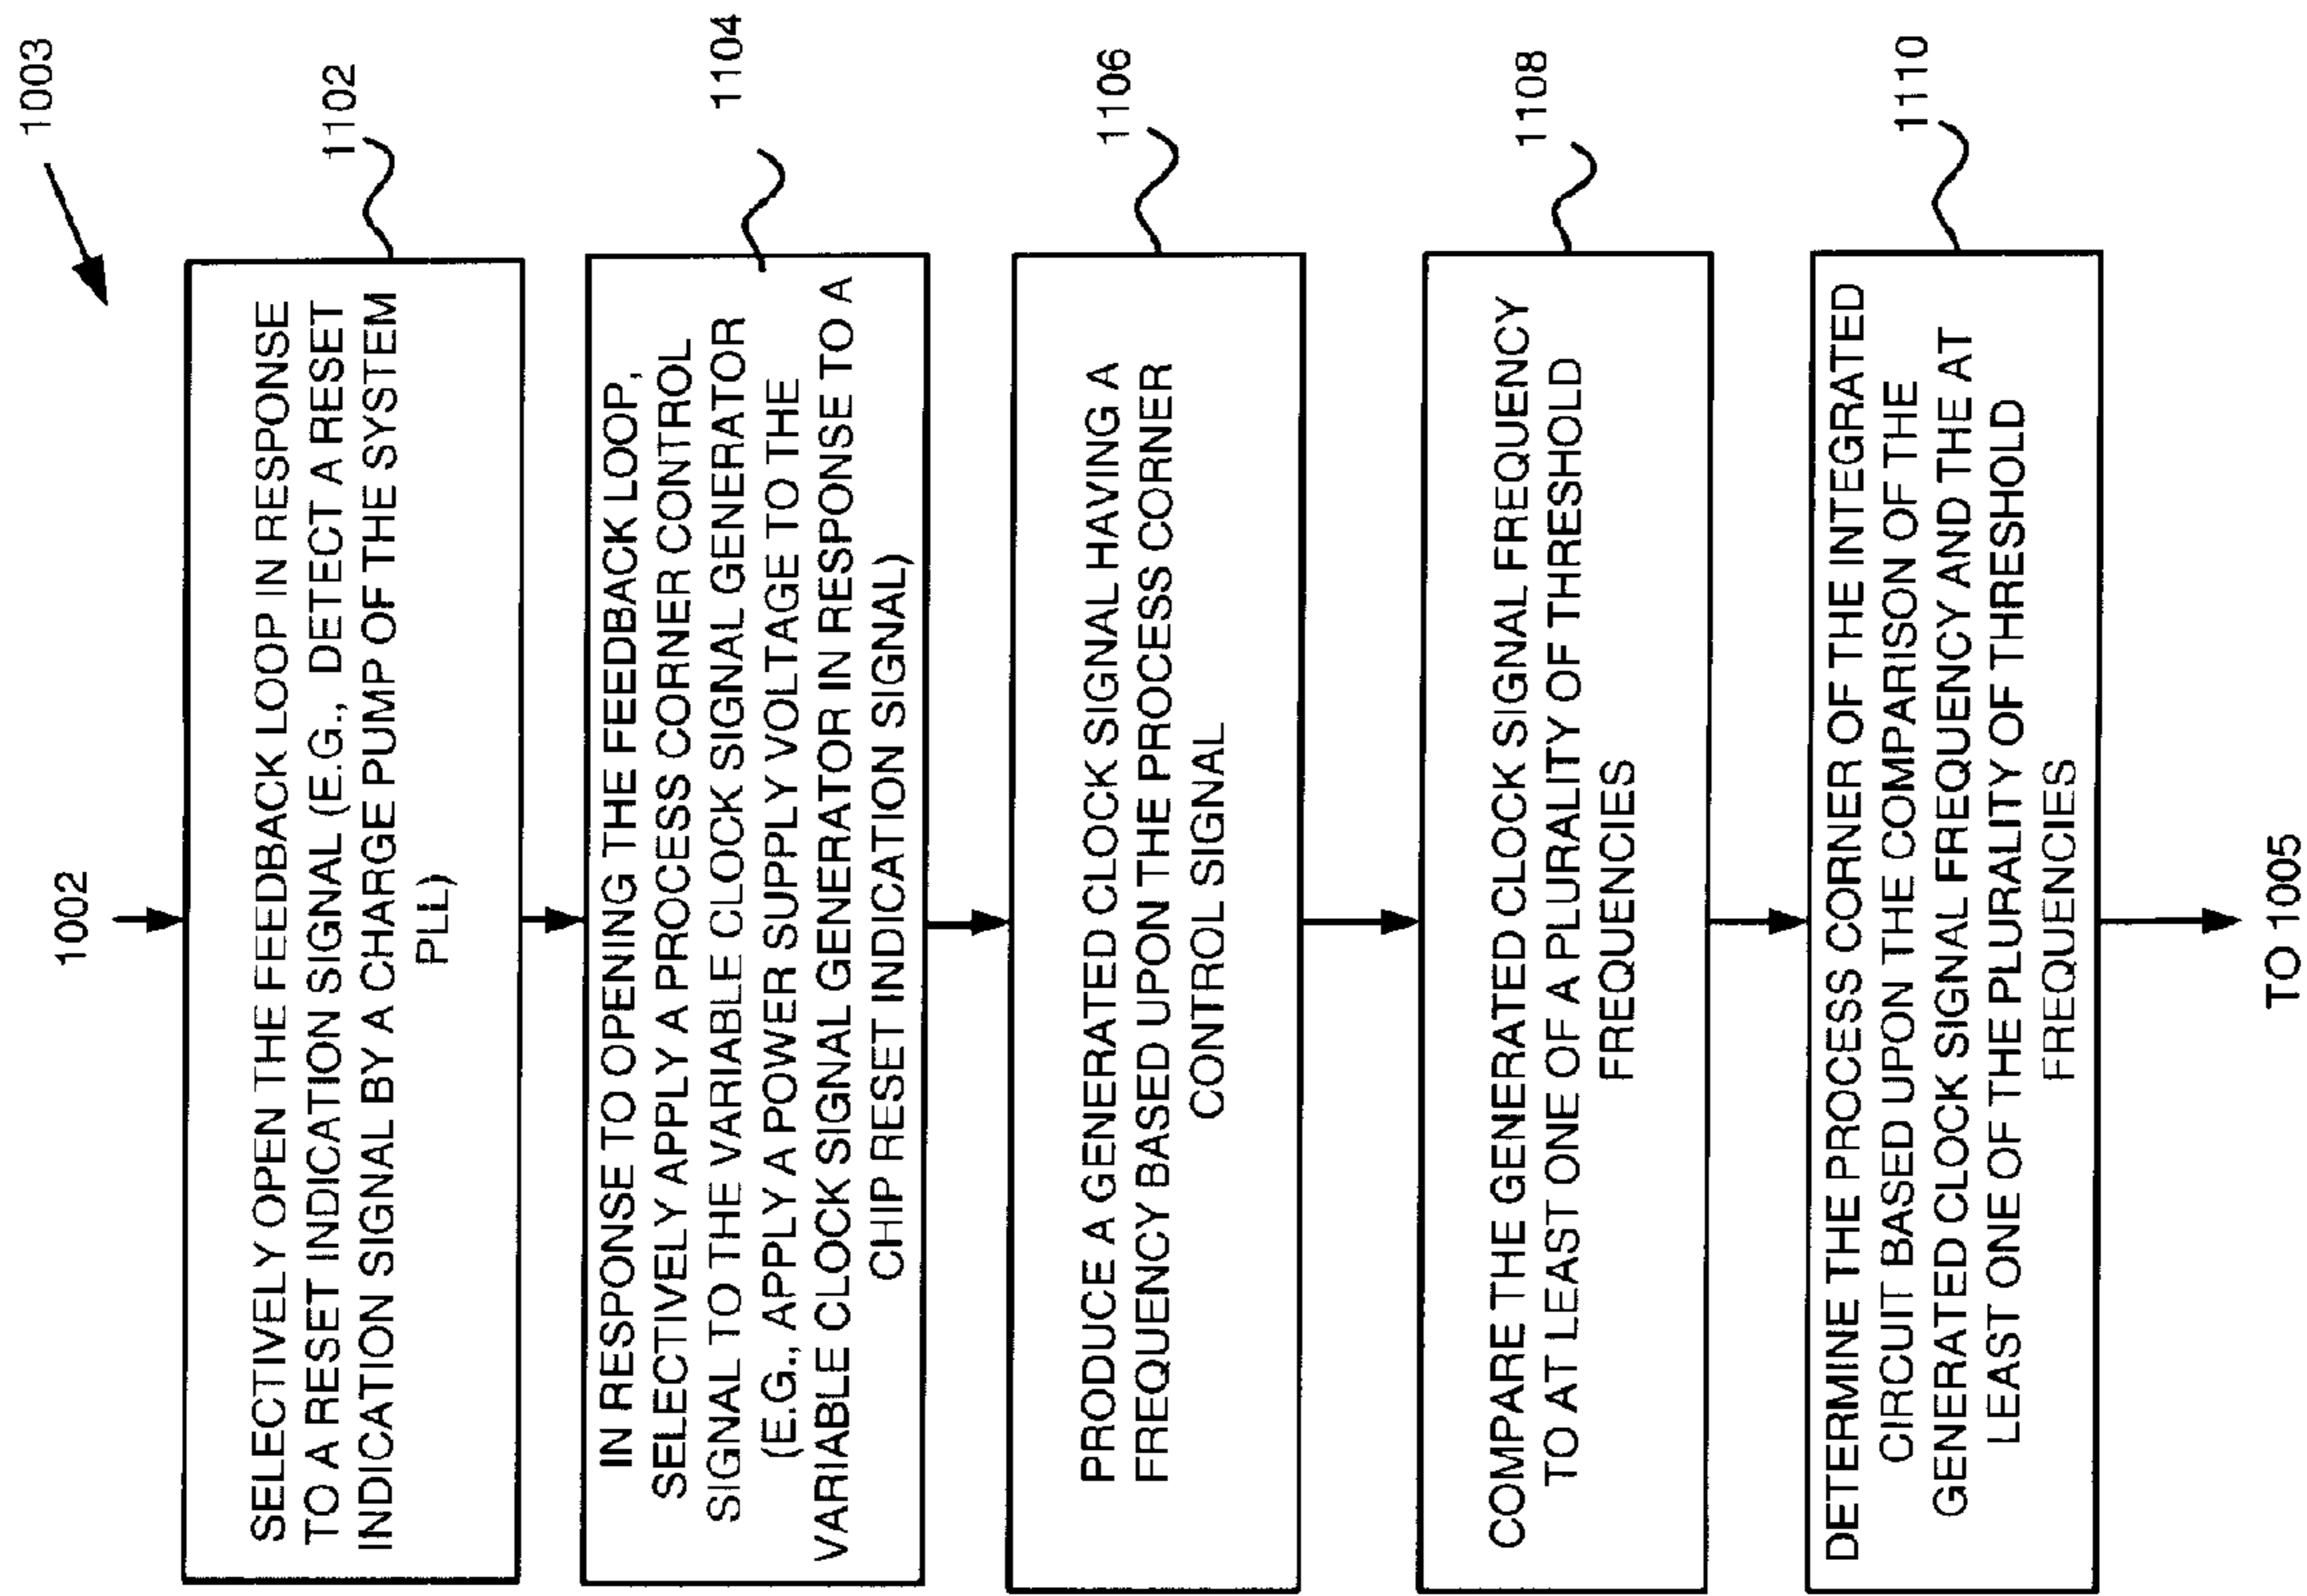 1003
1002
SELECTIVELY OPEN THE FEEDBACK LOOP IN RESPONSE
TO A RESET INDICATION SIGNAL (E.G., DETECT A RESET
INDICATION SIGNAL BY A CHARGE PUMP OF THE SYSTEM
PLL)
1102
IN RESPONSE TO OPENING THE FEEDBACK LOOP,
SELECTIVELY APPLY A PROCESS CORNER CONTROL
SIGNAL TO THE VARIABLE CLOCK SIGNAL GENERATOR
(E.G., APPLY A POWER SUPPLY VOLTAGE TO THE
VARIABLE CLOCK SIGNAL GENERATOR IN RESPONSE TO A
CHIP RESET INDICATION SIGNAL)
1104
PRODUCE A GENERATED CLOCK SIGNAL HAVING A
FREQUENCY BASED UPON THE PROCESS CORNER
CONTROL SIGNAL
1106
COMPARE THE GENERATED CLOCK SIGNAL FREQUENCY
TO AT LEAST ONE OF A PLURALITY OF THRESHOLD
FREQUENCIES
1108
DETERMINE THE PROCESS CORNER OF THE INTEGRATED
CIRCUIT BASED UPON THE COMPARISON OF THE
GENERATED CLOCK SIGNAL FREQUENCY AND THE AT
LEAST ONE OF THE PLURALITY OF THRESHOLD
FREQUENCIES
1110
TO 1005